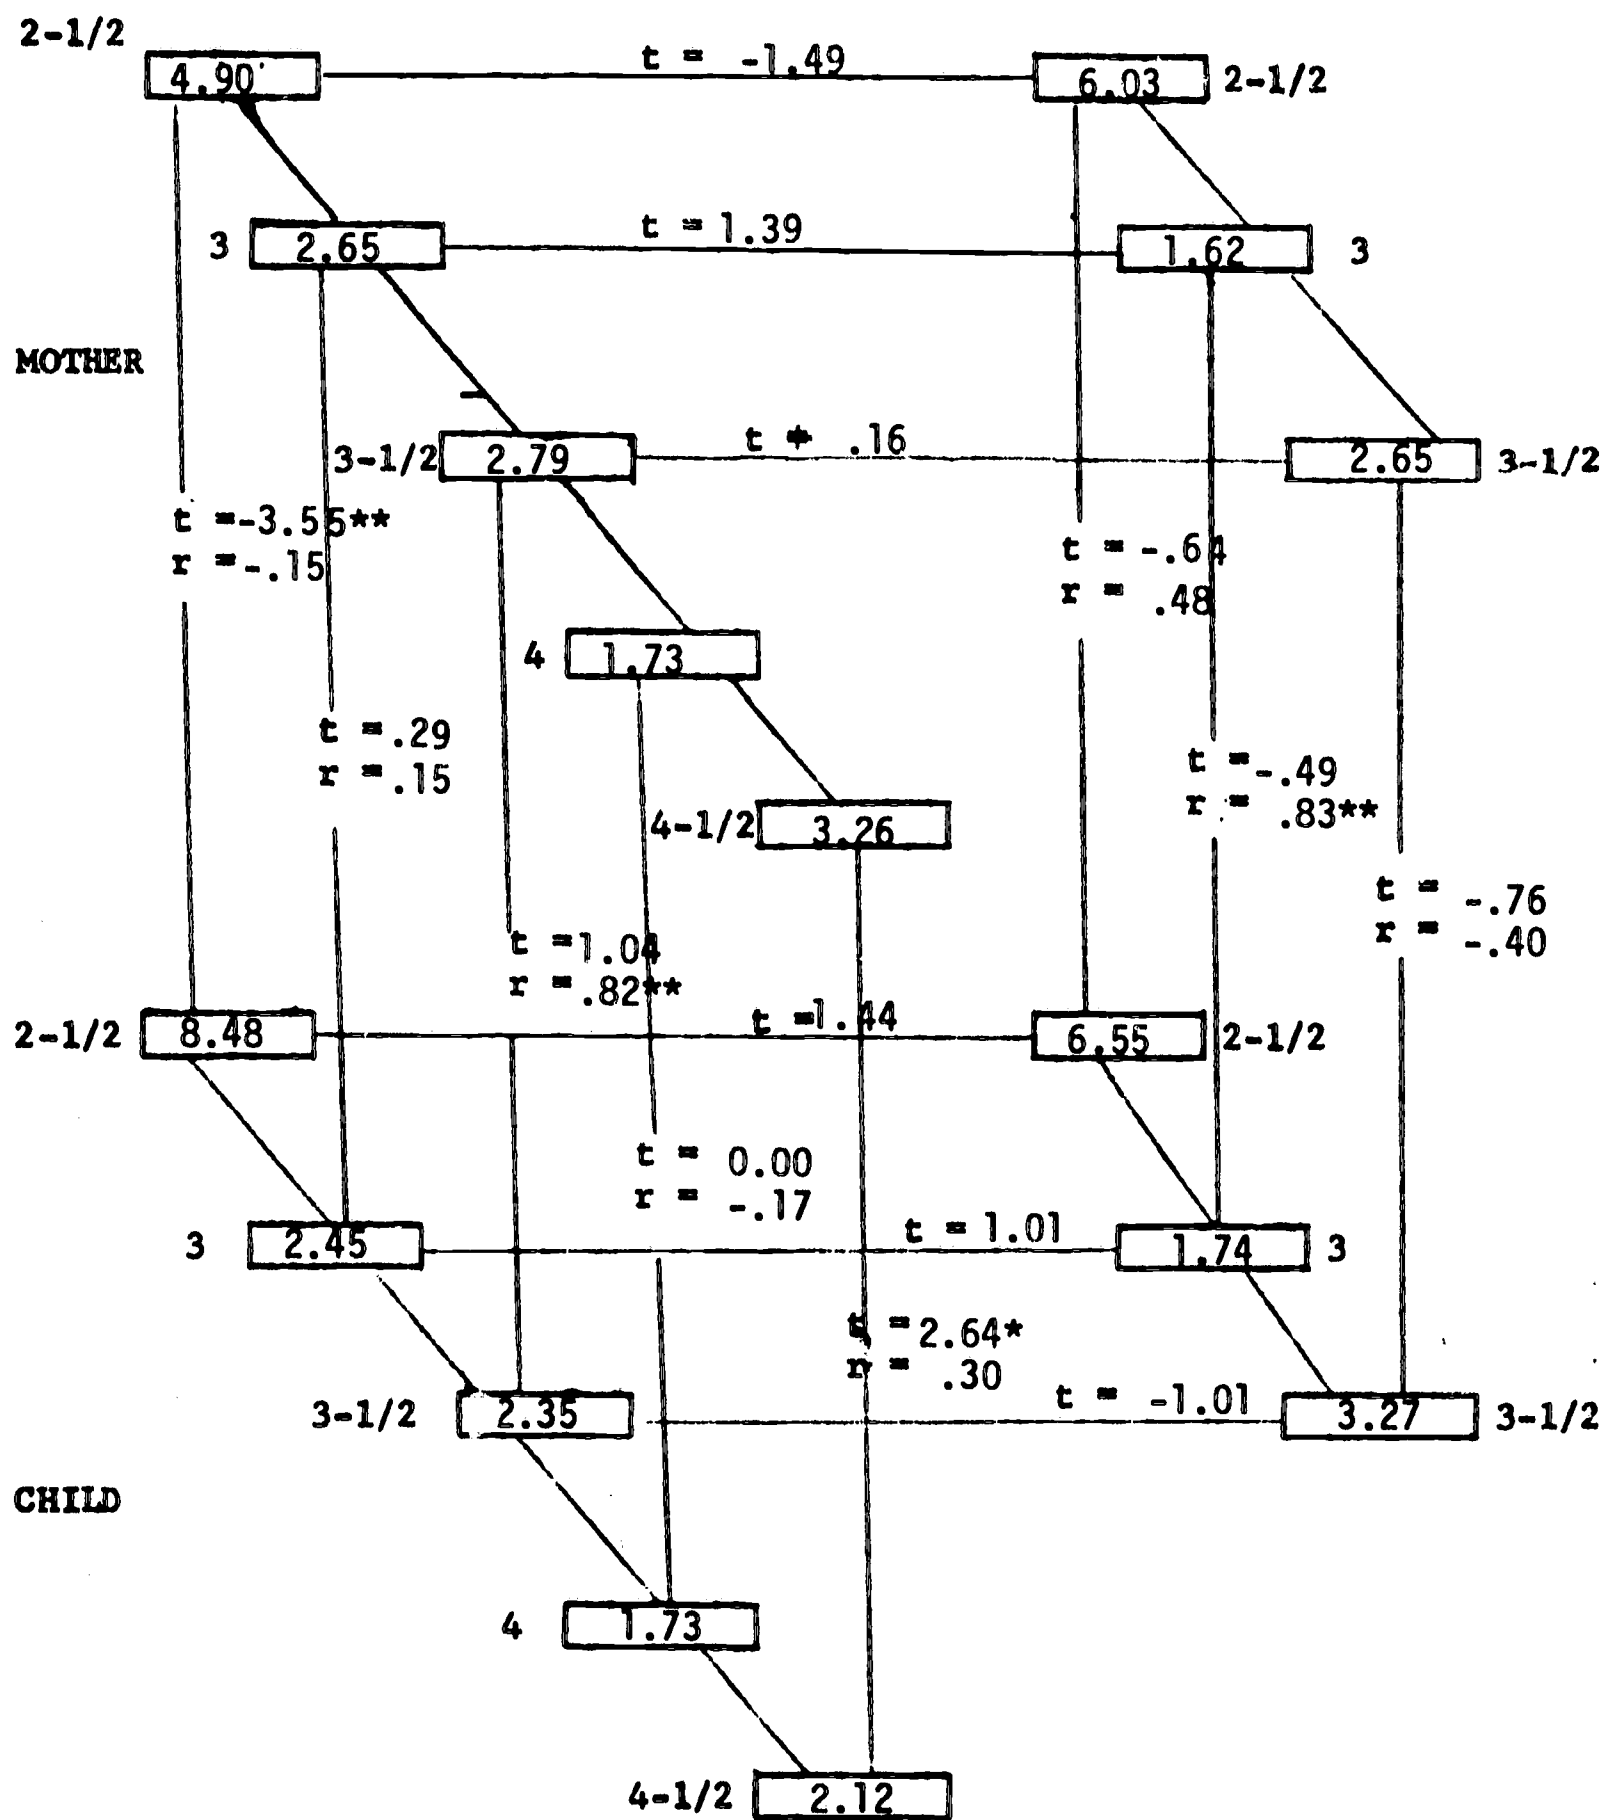 2-1/2
4.90
t = -1.49
6.03
2-1/2
3
2.65
t = 1.39
1.62
3
MOTHER
3-1/2
2.79
t = .16
2.65
3-1/2
t =-3.55**
r =-.15
t = -.64
r = .48
4
1.73
t =.29
r =.15
t =-.49
r = .83**
4-1/2
3.26
t = -.76
r = -.40
t =1.04
r =.82**
2-1/2
8.48
t =1.44
6.55
2-1/2
t = 0.00
r = -.17
3
2.45
t = 1.01
1.74
3
t =2.64*
r = .30
3-1/2
2.35
t = -1.01
3.27
3-1/2
CHILD
4
1.73
4-1/2
2.12